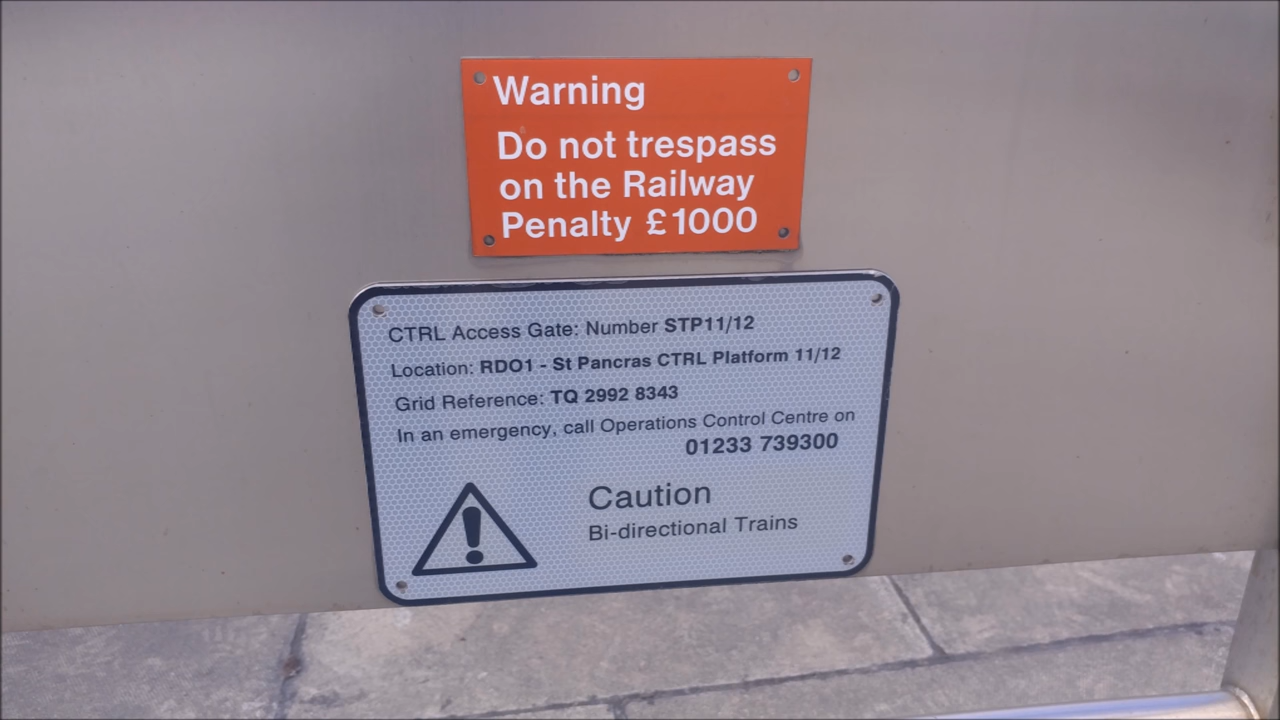 Warning
Do not trespass
on the Railway
Penalty £1000
CTRL Access Gate: Number STP11/12
Location: RDO1 - St Pancras CTRL Platform 11/12
Grid Reference: TQ 2992 8343
In an emergency, call Operations Control Centre on
01233 739300
Caution
Bi-directional Trains